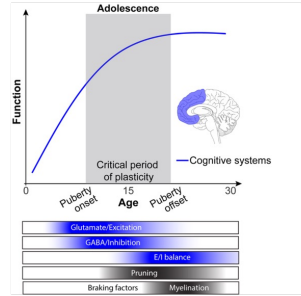 Adolescence
Function
Critical period
of plasticity
Cognitive systems
0
15
30
Age
Puberty
onset
Puberty
offset
Glutamate/Excitation
GABA/Inhibition
E/I balance
Pruning
Braking factors
Myelination